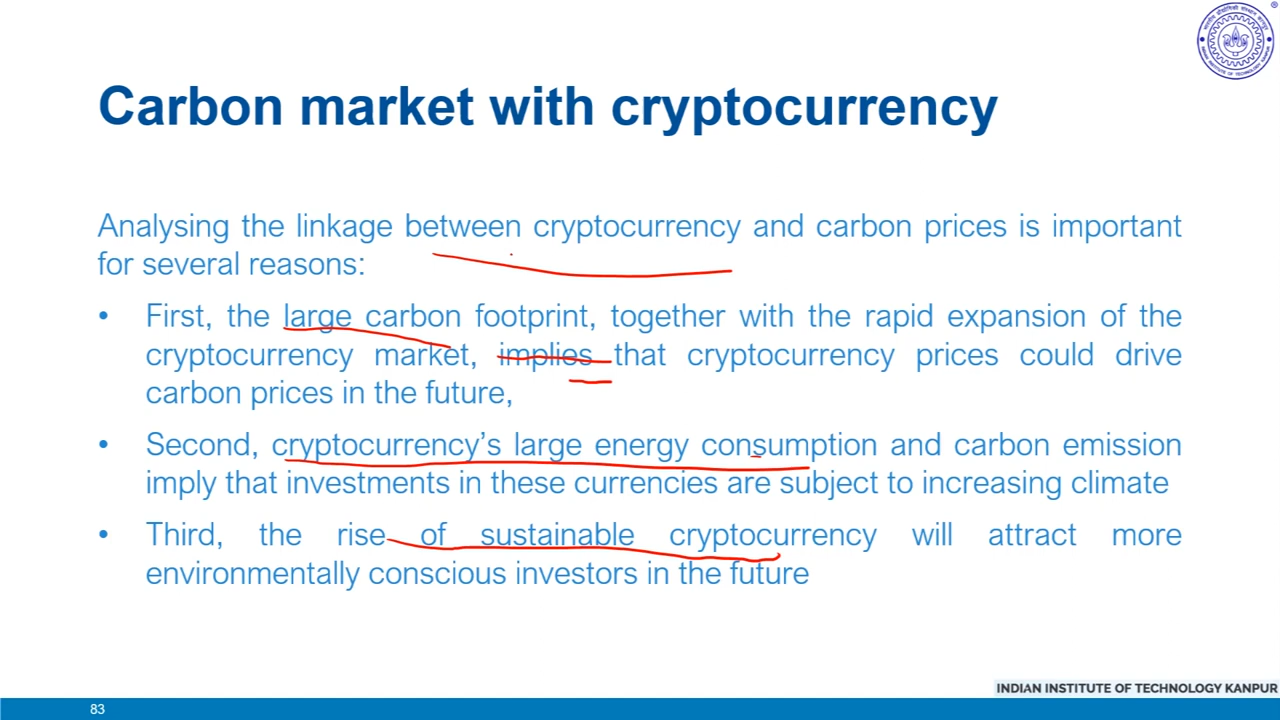 Carbon market with cryptocurrency
Analysing the linkage between cryptocurrency and carbon prices is important
for several reasons:
• First, the large carbon footprint, together with the rapid expansion of the
cryptocurrency market, implies that cryptocurrency prices could drive
carbon prices in the future,
• Second, cryptocurrency's large energy consumption and carbon emission
imply that investments in these currencies are subject to increasing climate
• Third, the rise of sustainable cryptocurrency will attract more
environmentally conscious investors in the future
INDIAN INSTITUTE OF TECHNOLOGY KANPUR
83